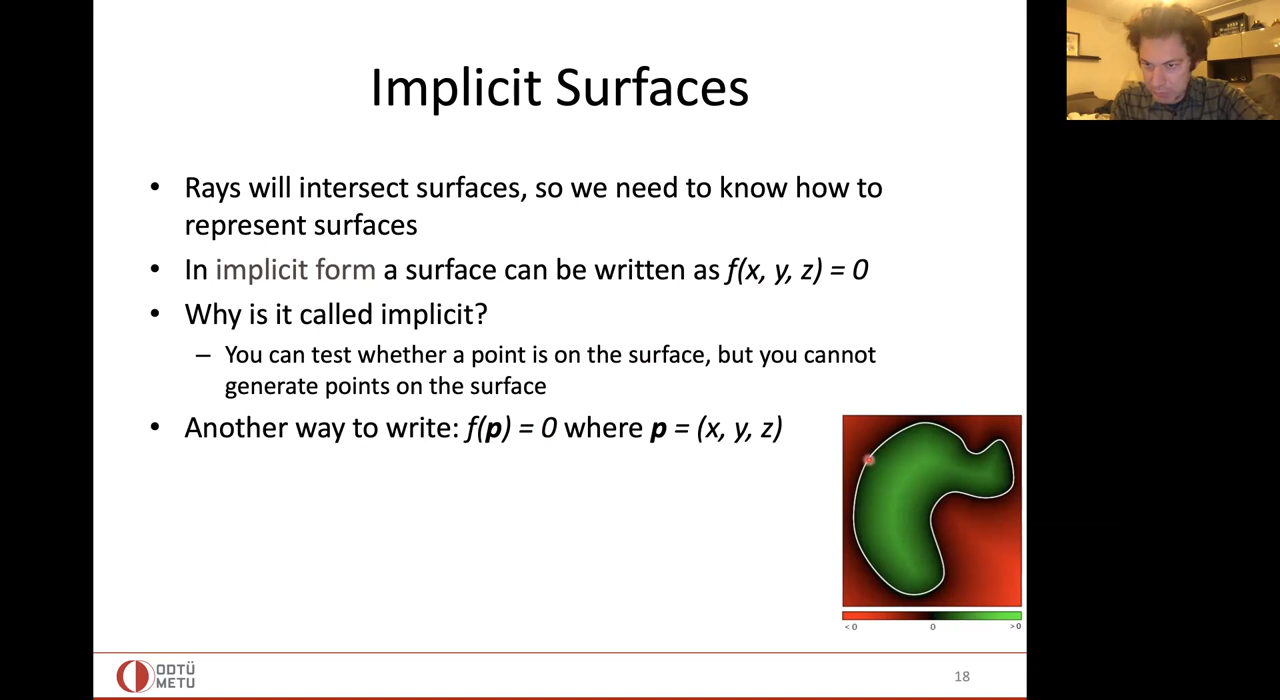 Implicit Surfaces
• Rays will intersect surfaces, so we need to know how to
represent surfaces
• In implicit form a surface can be written as f(x, y, z) = 0
• Why is it called implicit?
– You can test whether a point is on the surface, but you cannot
generate points on the surface
• Another way to write: f(p) = 0 where p = (x, y, z)
< 0 0 > 0
ODTÜ
METU
18